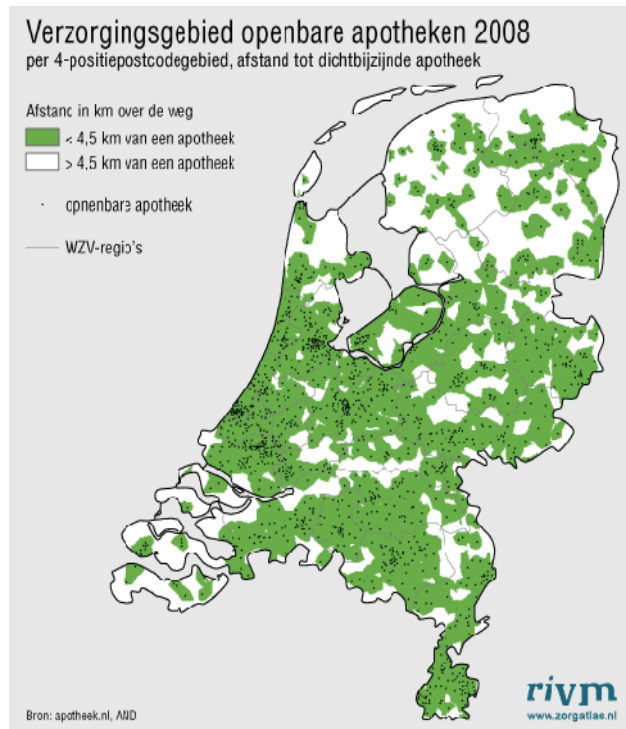 Verzorgingsgebied openbare apotheken 2008
per 4-positiepostcodegebied, afstand tot dichtbijzijnde apotheek
Afstand in km over de weg
< 4,5 km van een apotheek
> 4,5 km van een apotheek
openbare apotheek
WZV-regio's
rivm
Bron: apotheek.nl, AND
www.zorgatlas.nl